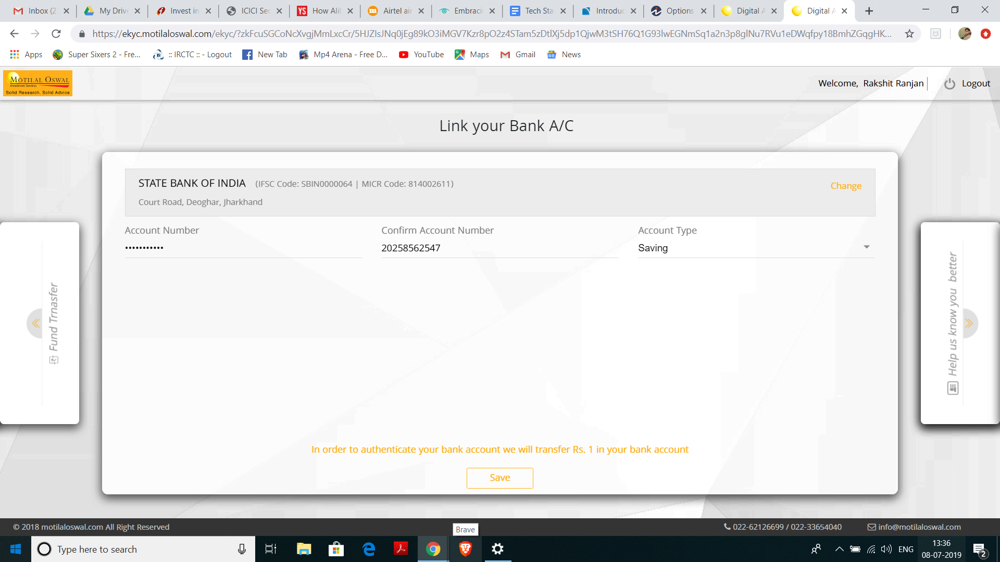 Inbox (2
My Drive
Invest in
ICICI Sec
YS
How Alib
Airtel air
Embraci
Tech Sta
Introduc
Options
Digital A
Digital A
https://ekyc.motilaloswal.com/ekyc/?zkFcuSGCoNcXvgjMmLxcCr/5HJZIsJNq0jEg89kO3iMGV7Kzr8pO2z4STam5zDtlXj5dp1QjwM3tSH76Q1G93lwEGNmSq1a2n3p8glNu7RVu1eDWqfpy18BmhZGqgHK...
Apps
Super Sixers 2 - Fre...
:: IRCTC :: - Logout
New Tab
Mp4 Arena - Free D...
YouTube
Maps
Gmail
News
MOTILAL OSWAL
Investment Services
Solid Research. Solid Advice
Welcome, Rakshit Ranjan
Logout
Link your Bank A/C
STATE BANK OF INDIA (IFSC Code: SBIN0000064 | MICR Code: 814002611)
Change
Court Road, Deoghar, Jharkhand
Account Number
Confirm Account Number
Account Type
•••••••••••
20258562547
Saving
Fund Trnasfer
Help us know you better
In order to authenticate your bank account we will transfer Rs. 1 in your bank account
Save
© 2018 motilaloswal.com All Right Reserved
022-62126699 / 022-33654040
info@motilaloswal.com
Brave
Type here to search
ENG
13:36
08-07-2019
2